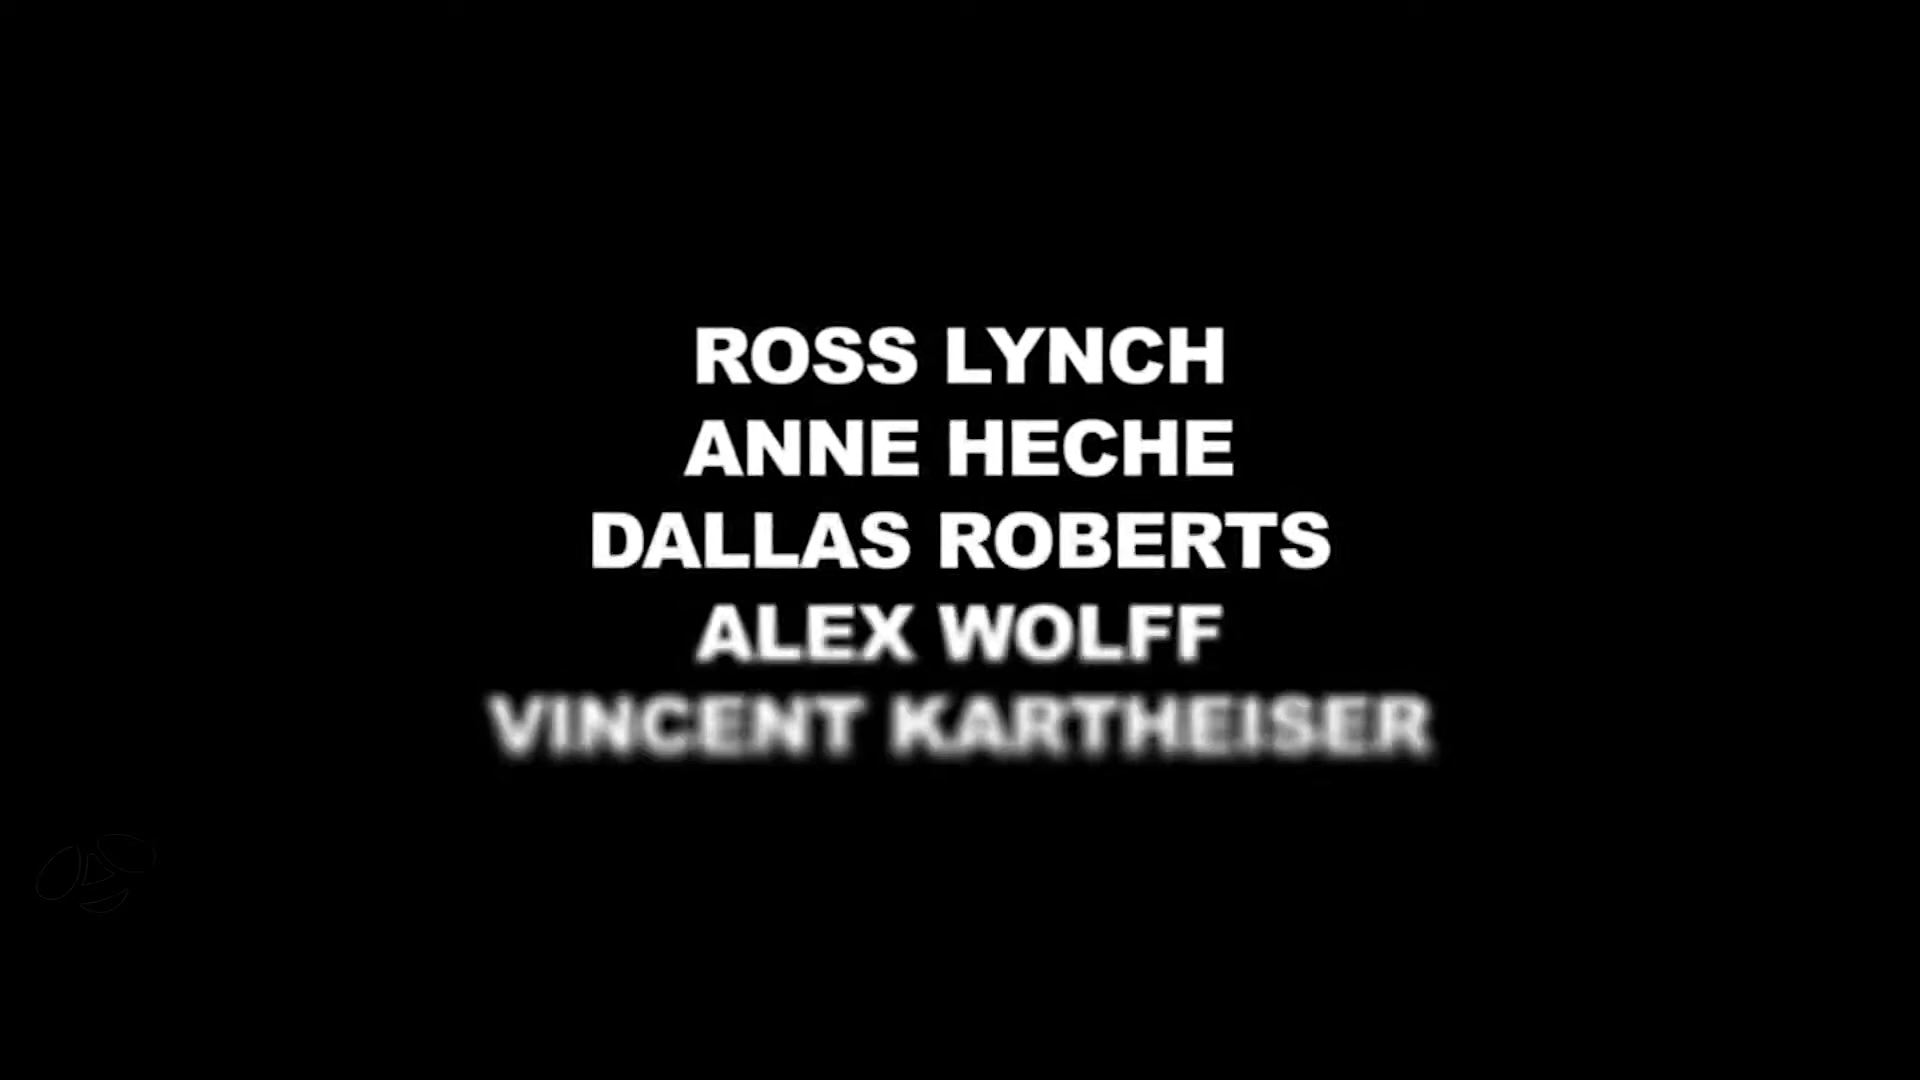 ROSS LYNCH
ANNE HECHE
DALLAS ROBERTS
ALEX WOLFF
VINCENT KARTHEISER